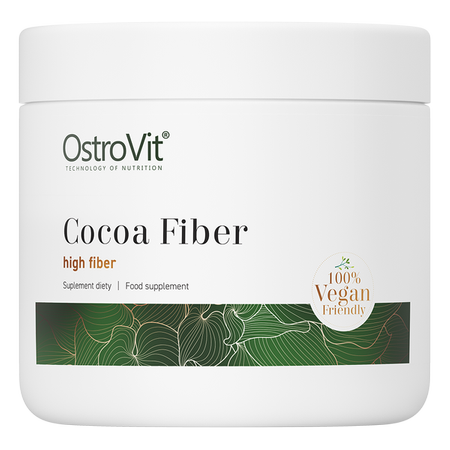 OstroVit®
TECHNOLOGY OF NUTRITION
Cocoa Fiber
high fiber
Suplement diety | Food supplement
100%
Vegan
Friendly